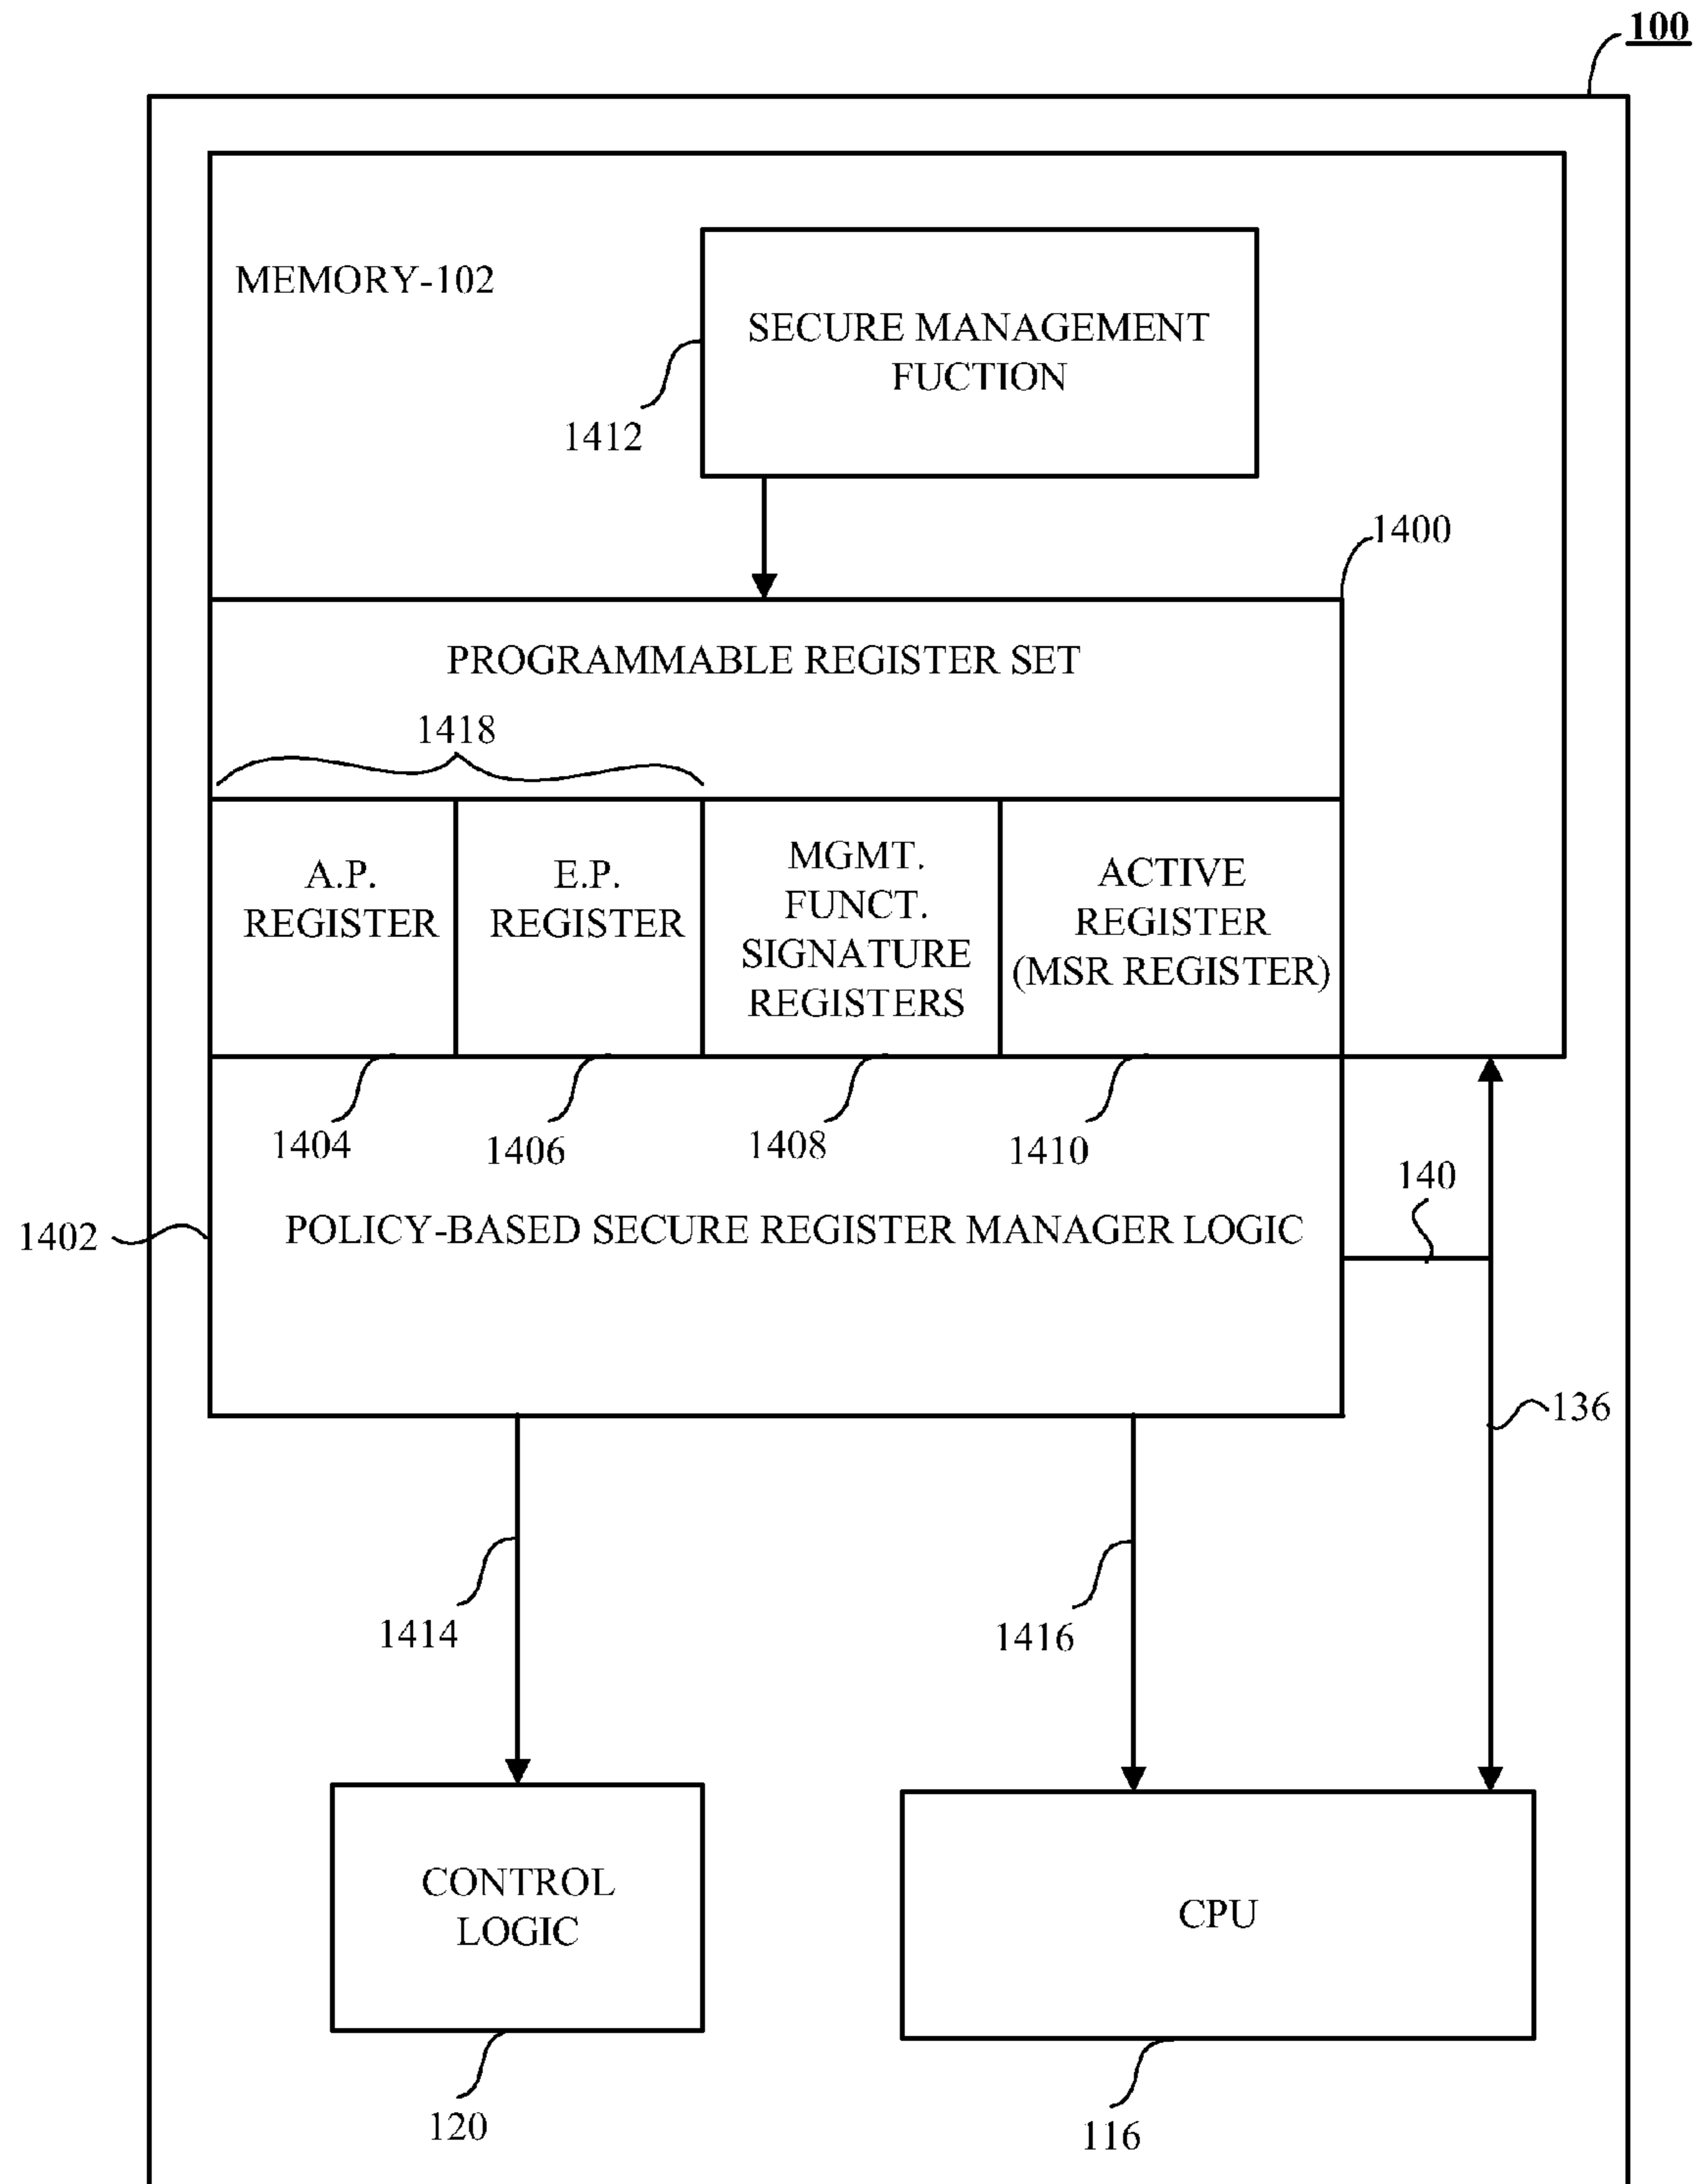 100
MEMORY-102
SECURE MANAGEMENT
FUCTION
1412
1400
PROGRAMMABLE REGISTER SET
1418
A.P.
REGISTER
E.P.
REGISTER
MGMT.
FUNCT.
SIGNATURE
REGISTERS
ACTIVE
REGISTER
(MSR REGISTER)
1404
1406
1408
1410
140
1402
POLICY-BASED SECURE REGISTER MANAGER LOGIC
136
1414
1416
CONTROL
LOGIC
CPU
120
116